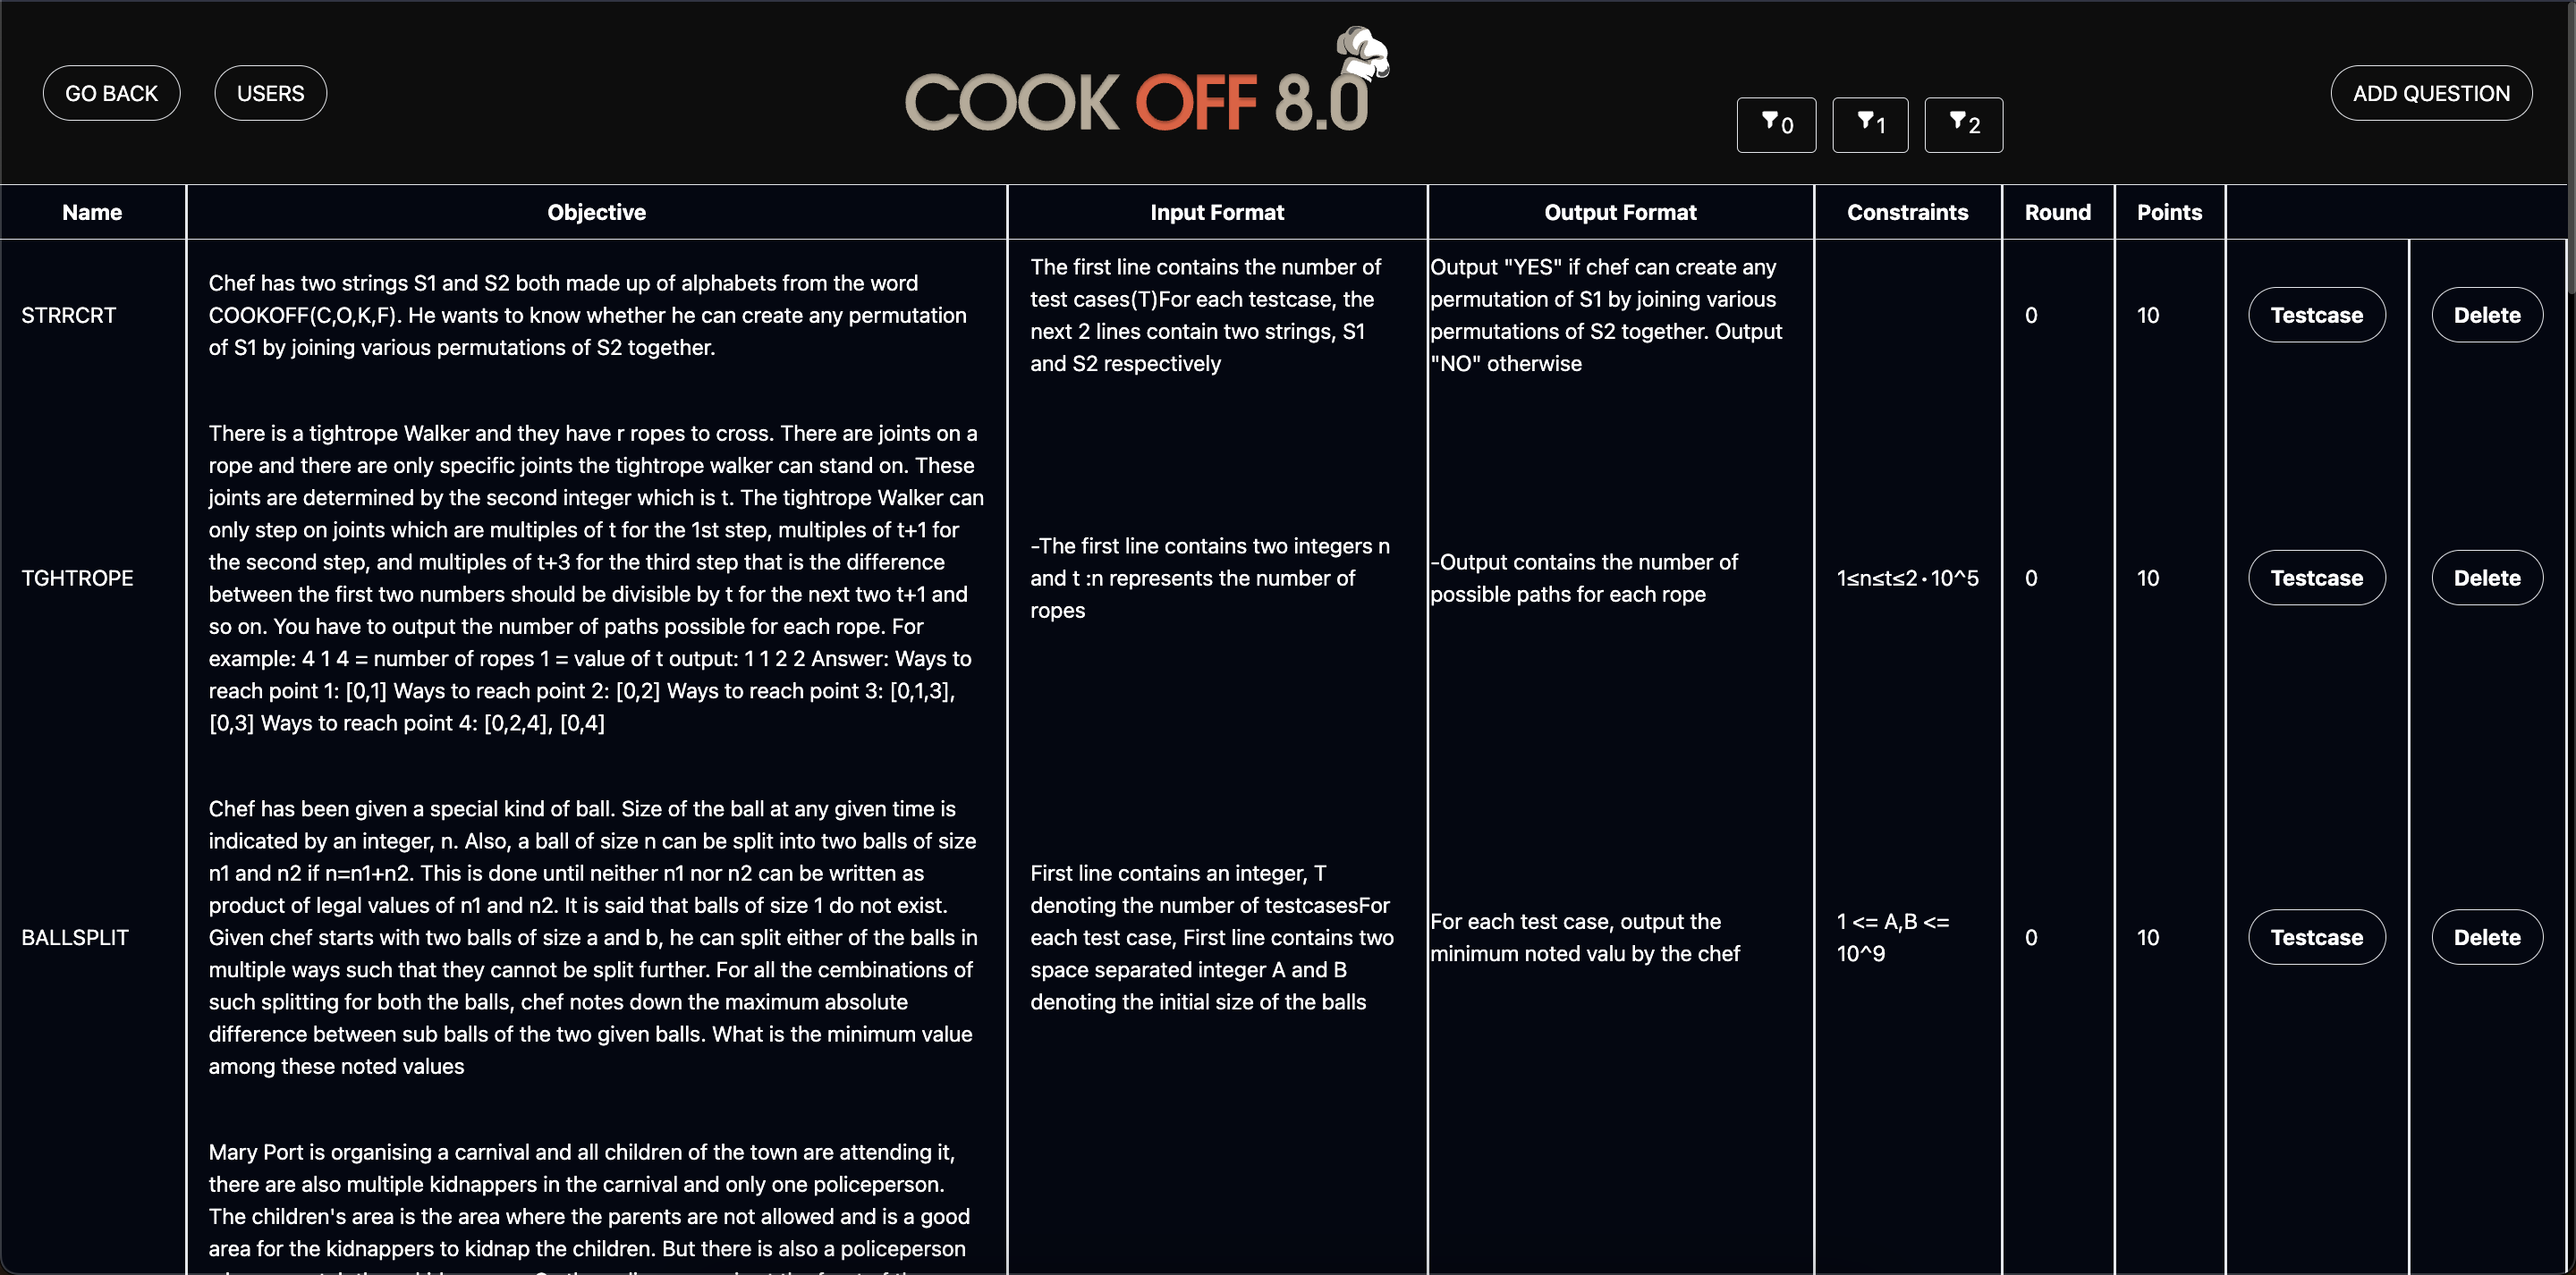 GO BACK
USERS
COOK OFF 8.0
0
1
2
ADD QUESTION
Name
Objective
Input Format
Output Format
Constraints
Round
Points
STRRCRT
Chef has two strings S1 and S2 both made up of alphabets from the word
COOKOFF(C,O,K,F). He wants to know whether he can create any permutation
of S1 by joining various permutations of S2 together.
The first line contains the number of
test cases(T)For each testcase, the
next 2 lines contain two strings, S1
and S2 respectively
Output "YES" if chef can create any
permutation of S1 by joining various
permutations of S2 together. Output
"NO" otherwise
0
10
Testcase
Delete
TGHTROPE
There is a tightrope Walker and they have r ropes to cross. There are joints on a
rope and there are only specific joints the tightrope walker can stand on. These
joints are determined by the second integer which is t. The tightrope Walker can
only step on joints which are multiples of t for the 1st step, multiples of t+1 for
the second step, and multiples of t+3 for the third step that is the difference
between the first two numbers should be divisible by t for the next two t+1 and
so on. You have to output the number of paths possible for each rope. For
example: 4 1 4 = number of ropes 1 = value of t output: 1 1 2 2 Answer: Ways to
reach point 1: [0,1] Ways to reach point 2: [0,2] Ways to reach point 3: [0,1,3],
[0,3] Ways to reach point 4: [0,2,4], [0,4]
-The first line contains two integers n
and t :n represents the number of
ropes
-Output contains the number of
possible paths for each rope
1≤n≤t≤2⋅10^5
0
10
Testcase
Delete
BALLSPLIT
Chef has been given a special kind of ball. Size of the ball at any given time is
indicated by an integer, n. Also, a ball of size n can be split into two balls of size
n1 and n2 if n=n1+n2. This is done until neither n1 nor n2 can be written as
product of legal values of n1 and n2. It is said that balls of size 1 do not exist.
Given chef starts with two balls of size a and b, he can split either of the balls in
multiple ways such that they cannot be split further. For all the cembinations of
such splitting for both the balls, chef notes down the maximum absolute
difference between sub balls of the two given balls. What is the minimum value
among these noted values
First line contains an integer, T
denoting the number of testcasesFor
each test case, First line contains two
space separated integer A and B
denoting the initial size of the balls
For each test case, output the
minimum noted valu by the chef
1 <= A,B <=
10^9
0
10
Testcase
Delete
Mary Port is organising a carnival and all children of the town are attending it,
there are also multiple kidnappers in the carnival and only one policeperson.
The children's area is the area where the parents are not allowed and is a good
area for the kidnappers to kidnap the children. But there is also a policeperson